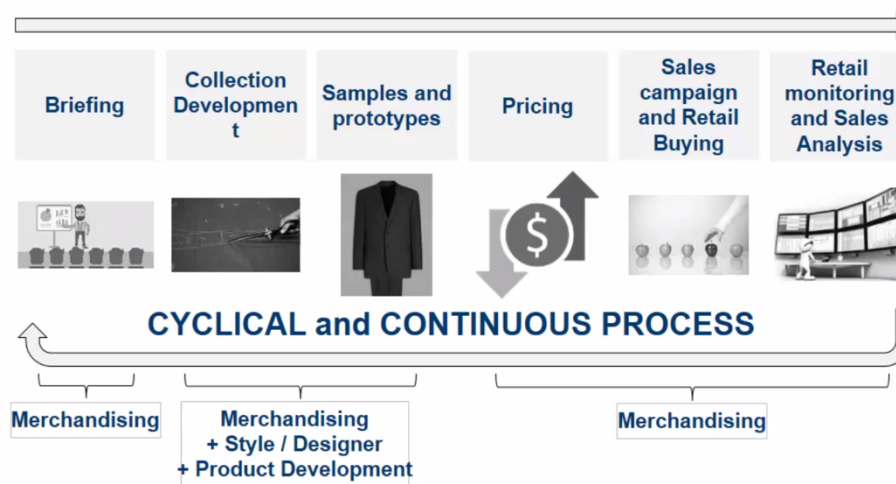 Briefing
Collection
Developmen
t
Samples and
prototypes
Pricing
Sales
campaign
and Retail
Buying
Retail
monitoring
and Sales
Analysis
$
CYCLICAL and CONTINUOUS PROCESS
Merchandising
Merchandising
+ Style / Designer
+ Product Development
Merchandising